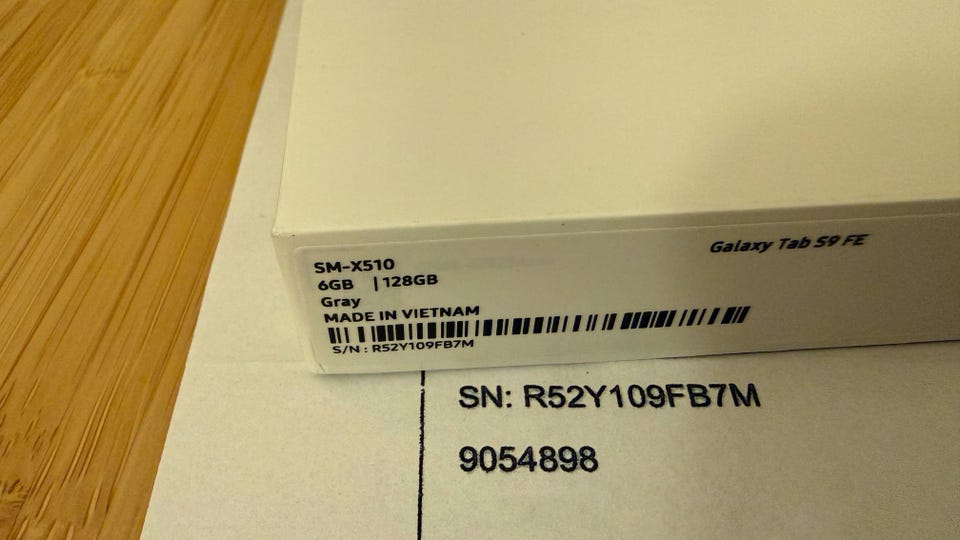 Galaxy Tab S9 FE
SM-X510
6GB | 128GB
Gray
MADE IN VIETNAM
S/N : R52Y109FB7M
SN: R52Y109FB7M
9054898